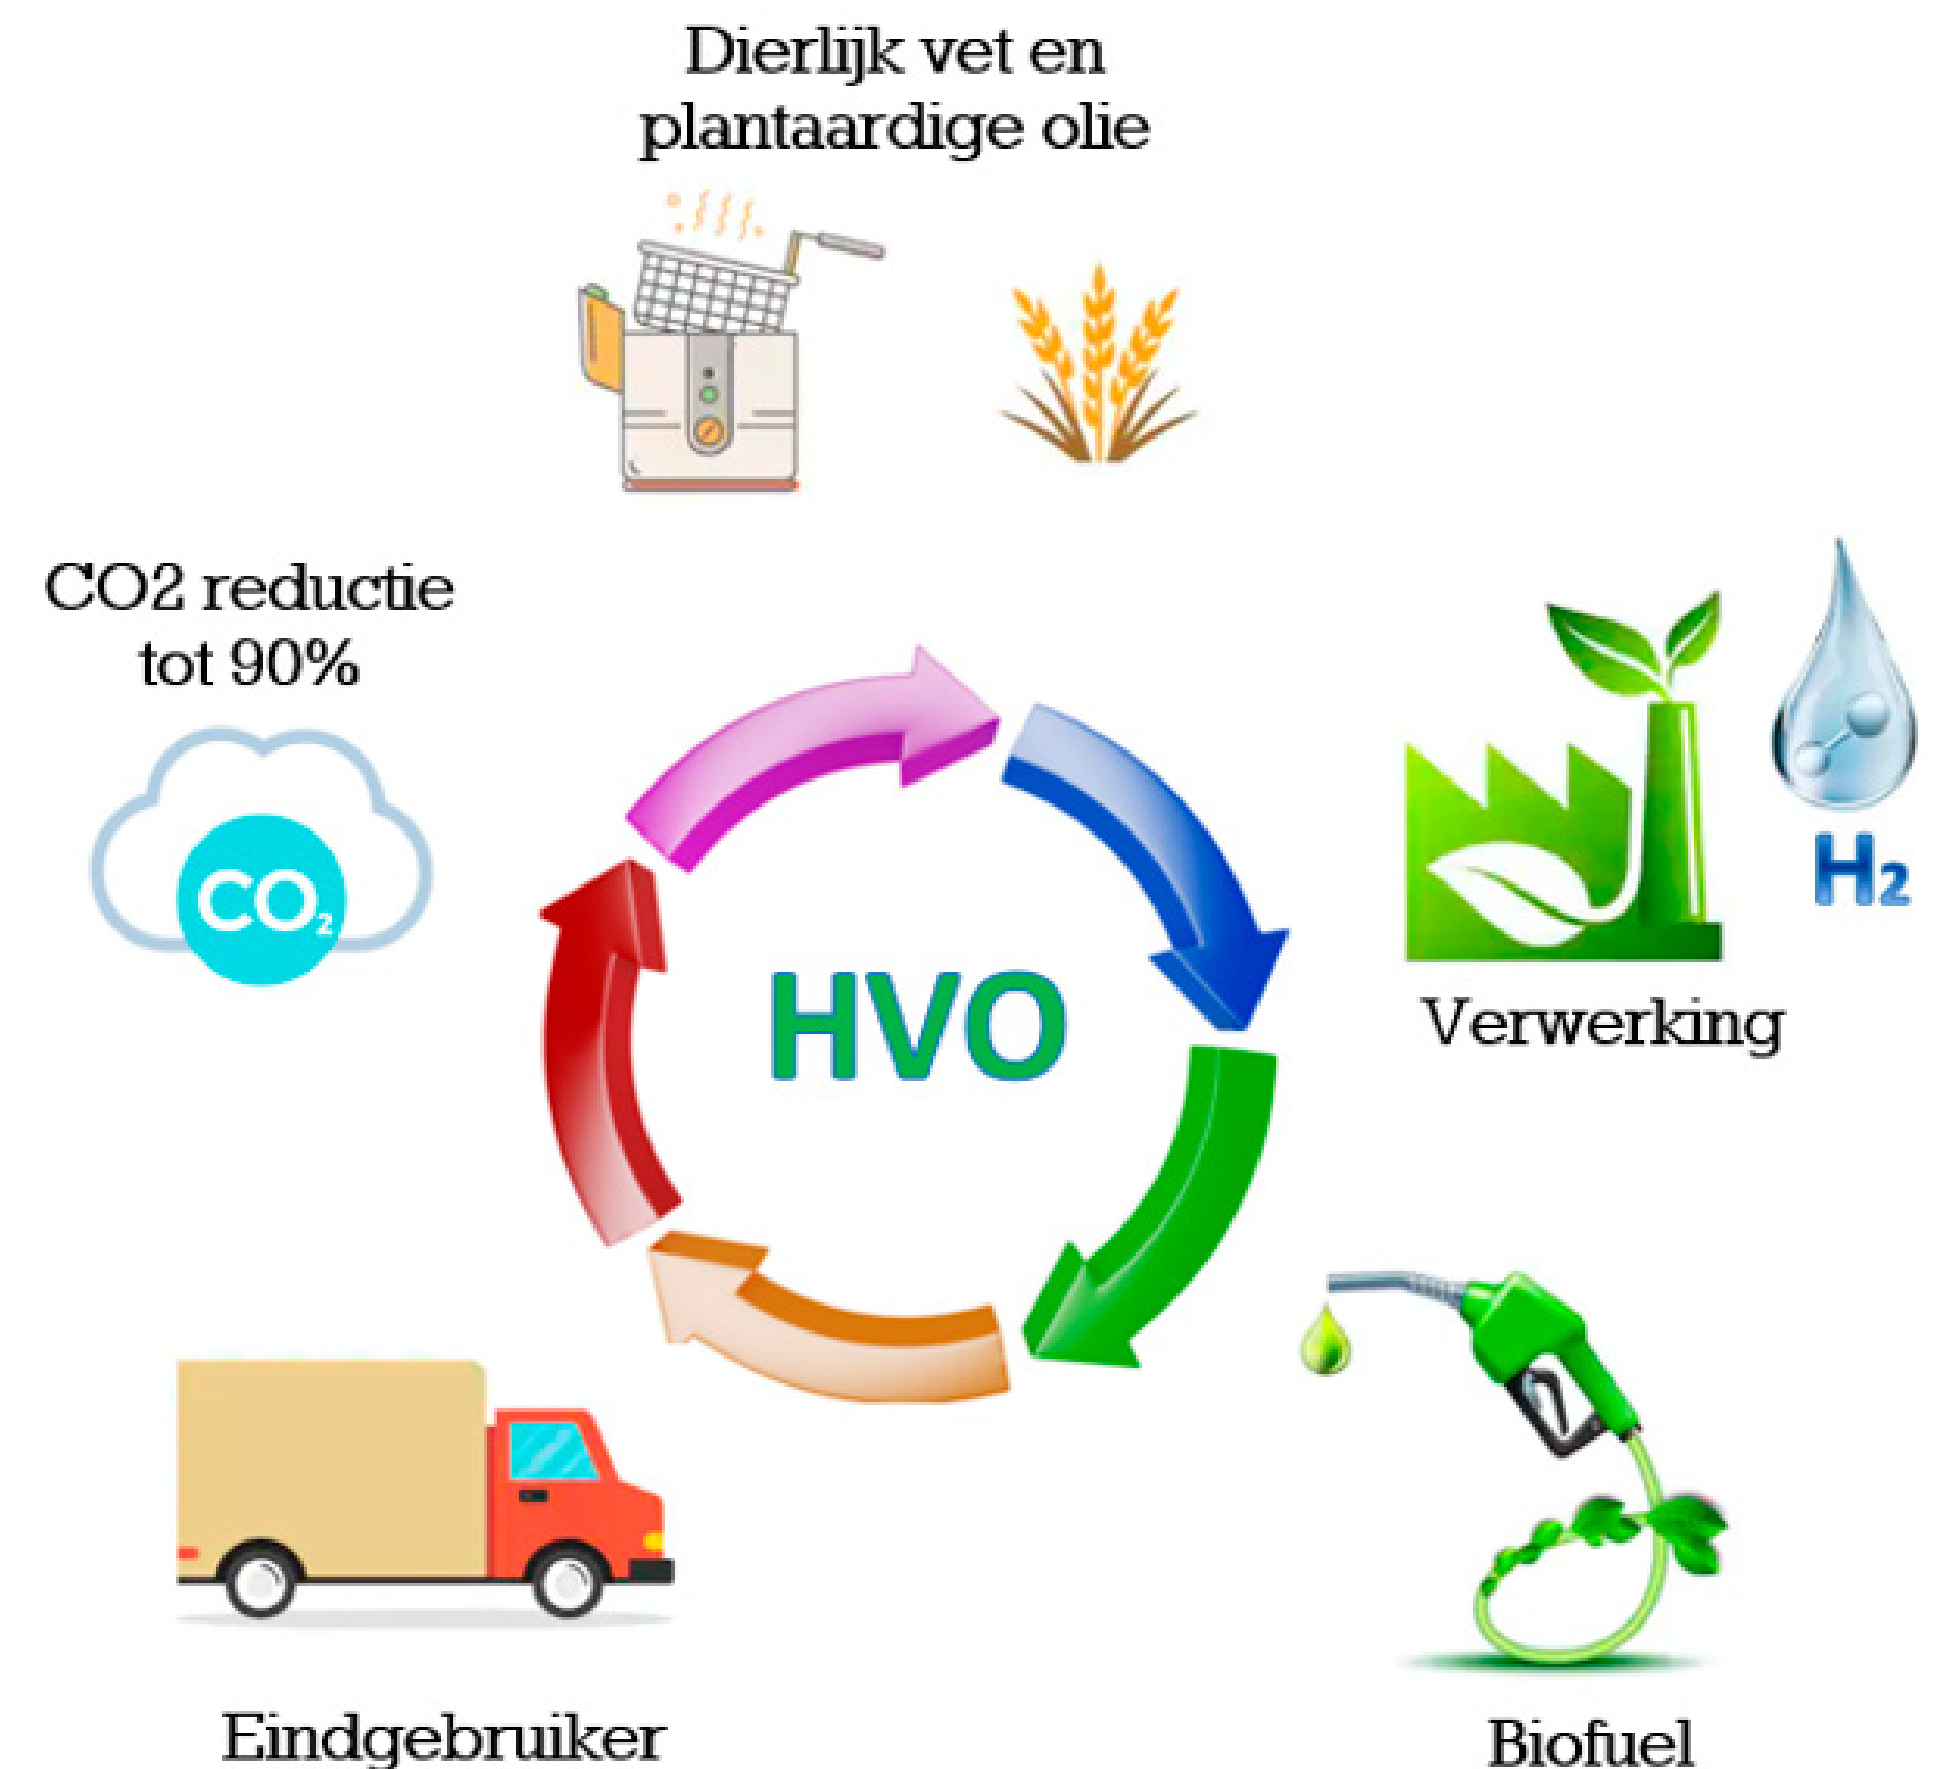 Dierlijk vet en
plantaardige olie
CO2 reductie
tot 90%
CO₂
H₂
Verwerking
HVO
Eindgebruiker
Biofuel